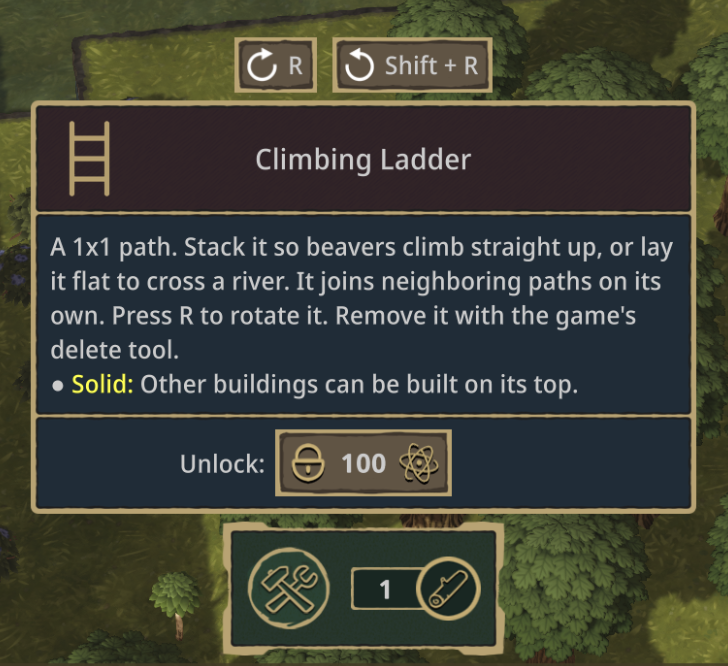 R
Shift + R
Climbing Ladder
A 1x1 path. Stack it so beavers climb straight up, or lay
it flat to cross a river. It joins neighboring paths on its
own. Press R to rotate it. Remove it with the game's
delete tool.
● Solid: Other buildings can be built on its top.
Unlock: 100
1